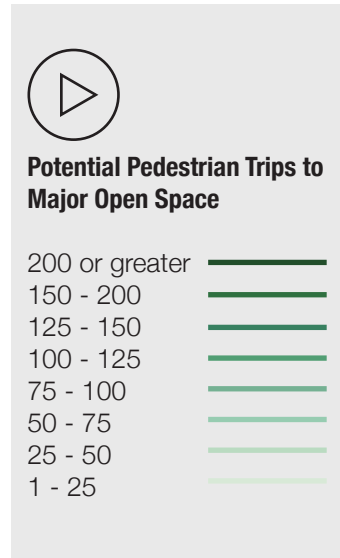 Potential Pedestrian Trips to
Major Open Space
200 or greater
150 - 200
125 - 150
100 - 125
75 - 100
50 - 75
25 - 50
1 - 25